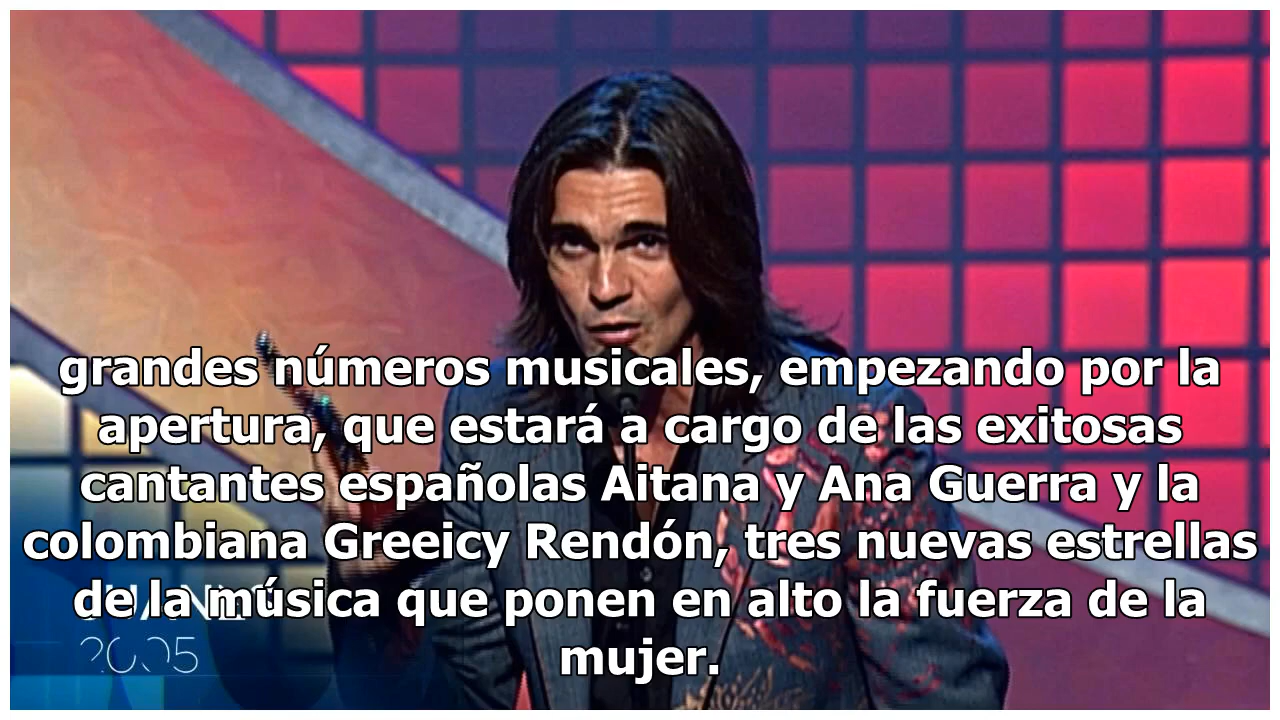 grandes números musicales, empezando por la
apertura, que estará a cargo de las exitosas
cantantes españolas Aitana y Ana Guerra y la
colombiana Greeicy Rendón, tres nuevas estrellas
de la música que ponen en alto la fuerza de la
mujer.
2005